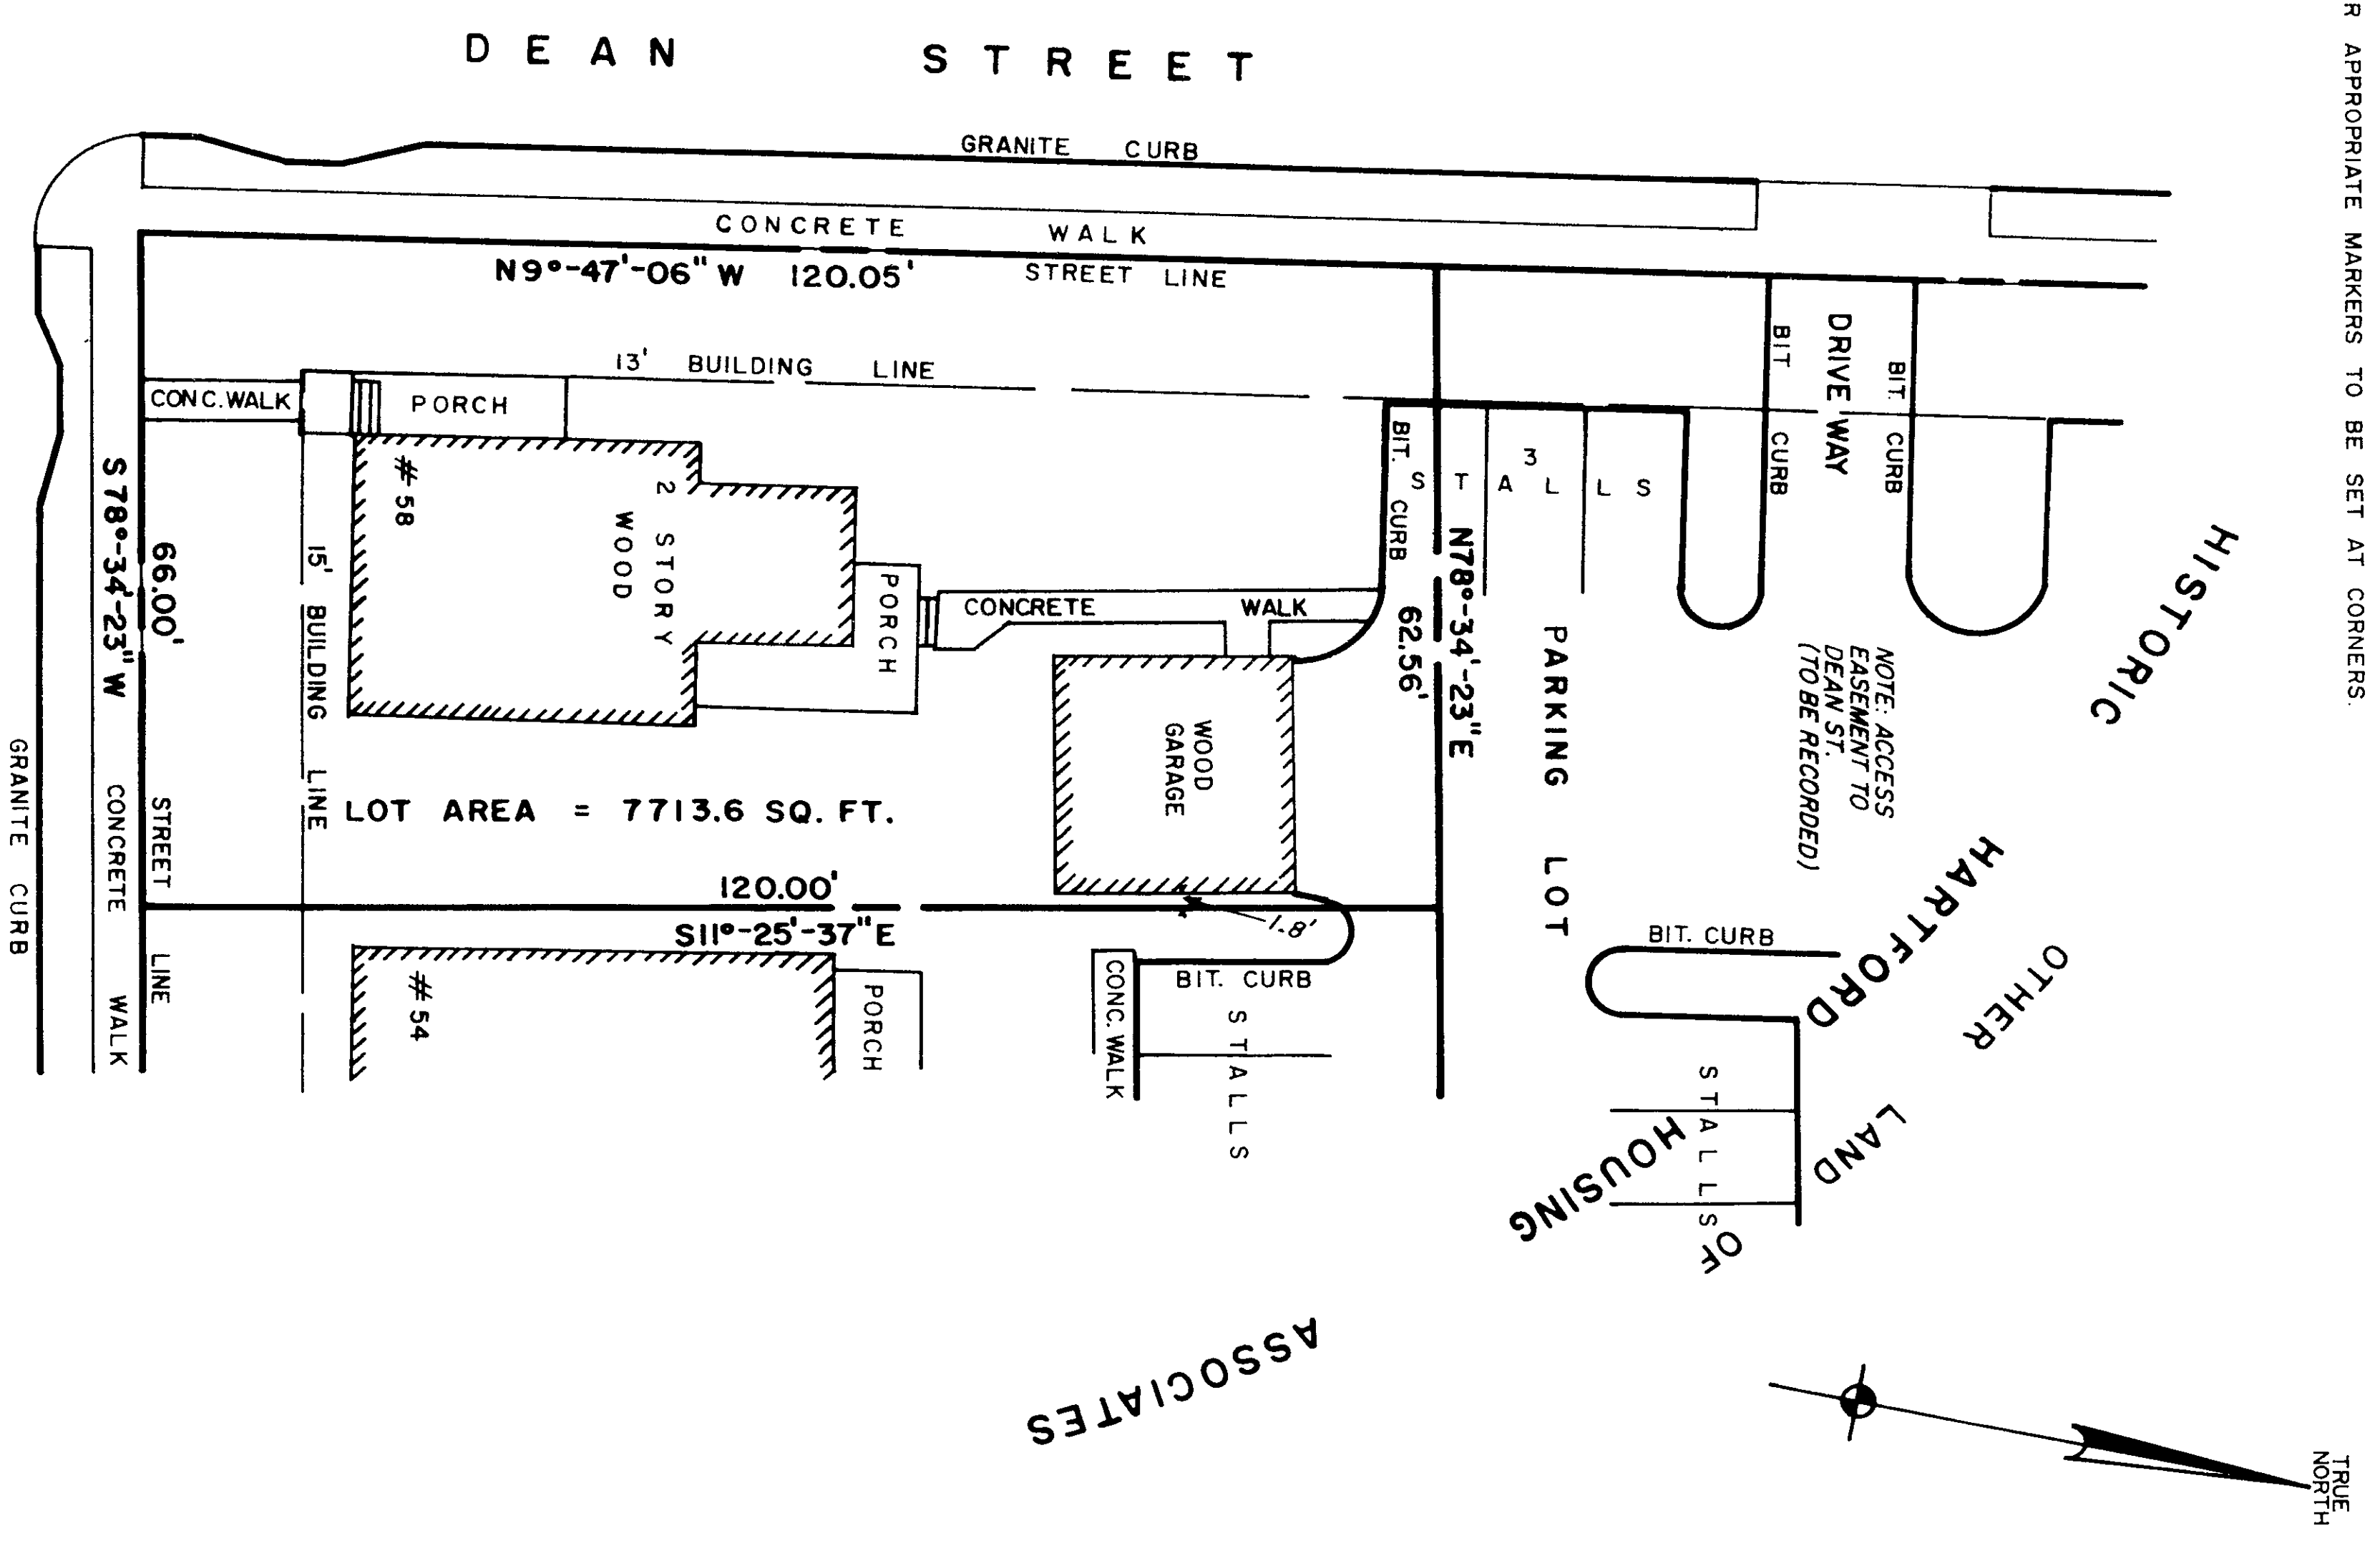 DEAN STREET
GRANITE CURB
CONCRETE WALK
N9°-47'-06" W 120.05'
STREET LINE
13' BUILDING LINE
CONC. WALK
PORCH
#58
2 STORY
WOOD
PORCH
CONCRETE WALK
BIT. CURB
3
STALLS
BIT CURB
DRIVE WAY
BIT. CURB
S78°-34'-23" W
66.00'
15' BUILDING LINE
N78°-34'-23"E
62.56'
WOOD
GARAGE
PARKING LOT
NOTE: ACCESS
EASEMENT TO
DEAN ST.
(TO BE RECORDED)
LOT AREA = 7713.6 SQ. FT.
120.00'
S11°-25'-37"E
1.8'
GRANITE CURB
CONCRETE WALK
STREET LINE
#54
PORCH
CONC. WALK
BIT. CURB
STALLS
BIT. CURB
STALLS
OTHER LAND OF
HISTORIC HARTFORD HOUSING ASSOCIATES
TRUE
NORTH
R APPROPRIATE MARKERS TO BE SET AT CORNERS.